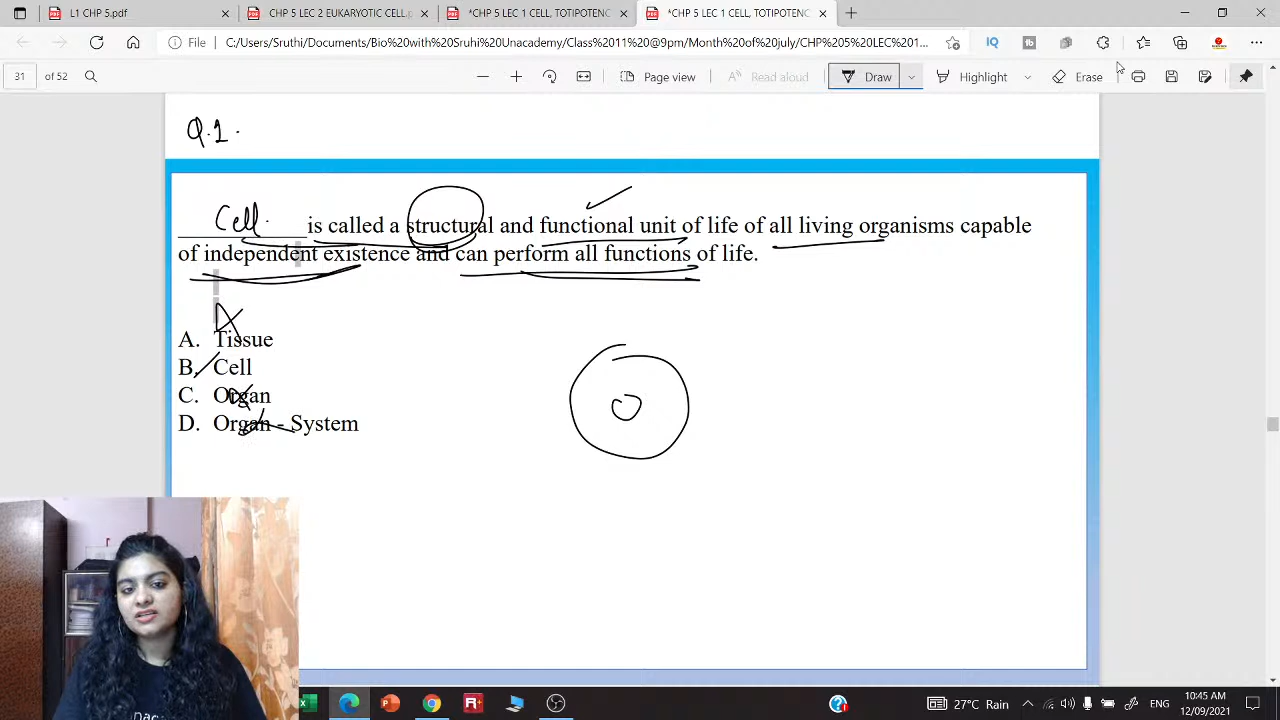 L1 CHP 5.pdf
CHP 5 LEC 2 EUKARYOTIC CELL.p
*CHP 5 LEC 1 CELL, TOTIPOTENC
*CHP 5 LEC 1 CELL, TOTIPOTENC
File C:/Users/Sruthi/Documents/Bio%20with%20Sruhi%20Unacademy/Class%2011%20@9pm/Month%20of%20july/CHP%205%20LEC%201...
31 of 52 Page view Read aloud Draw Highlight Erase
Q.1.
Cell is called a structural and functional unit of life of all living organisms capable
of independent existence and can perform all functions of life.
A. Tissue
B. Cell
C. Organ
D. Organ - System
27°C Rain ENG 10:45 AM
12/09/2021